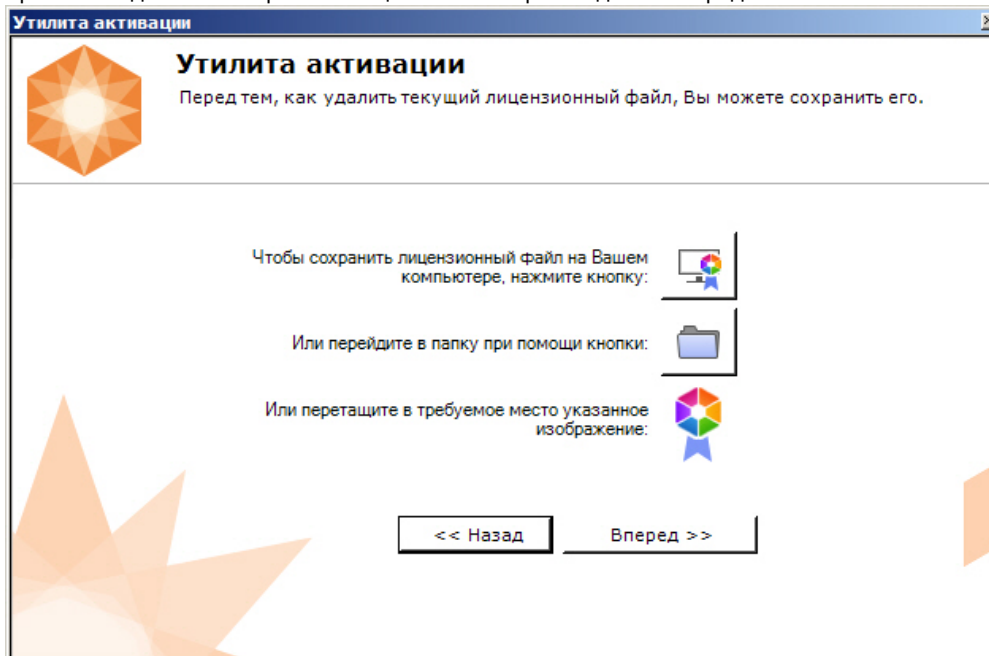 Утилита активации
Утилита активации
Перед тем, как удалить текущий лицензионный файл, Вы можете сохранить его.
Чтобы сохранить лицензионный файл на Вашем
компьютере, нажмите кнопку:
Или перейдите в папку при помощи кнопки:
Или перетащите в требуемое место указанное
изображение:
<< Назад
Вперед >>